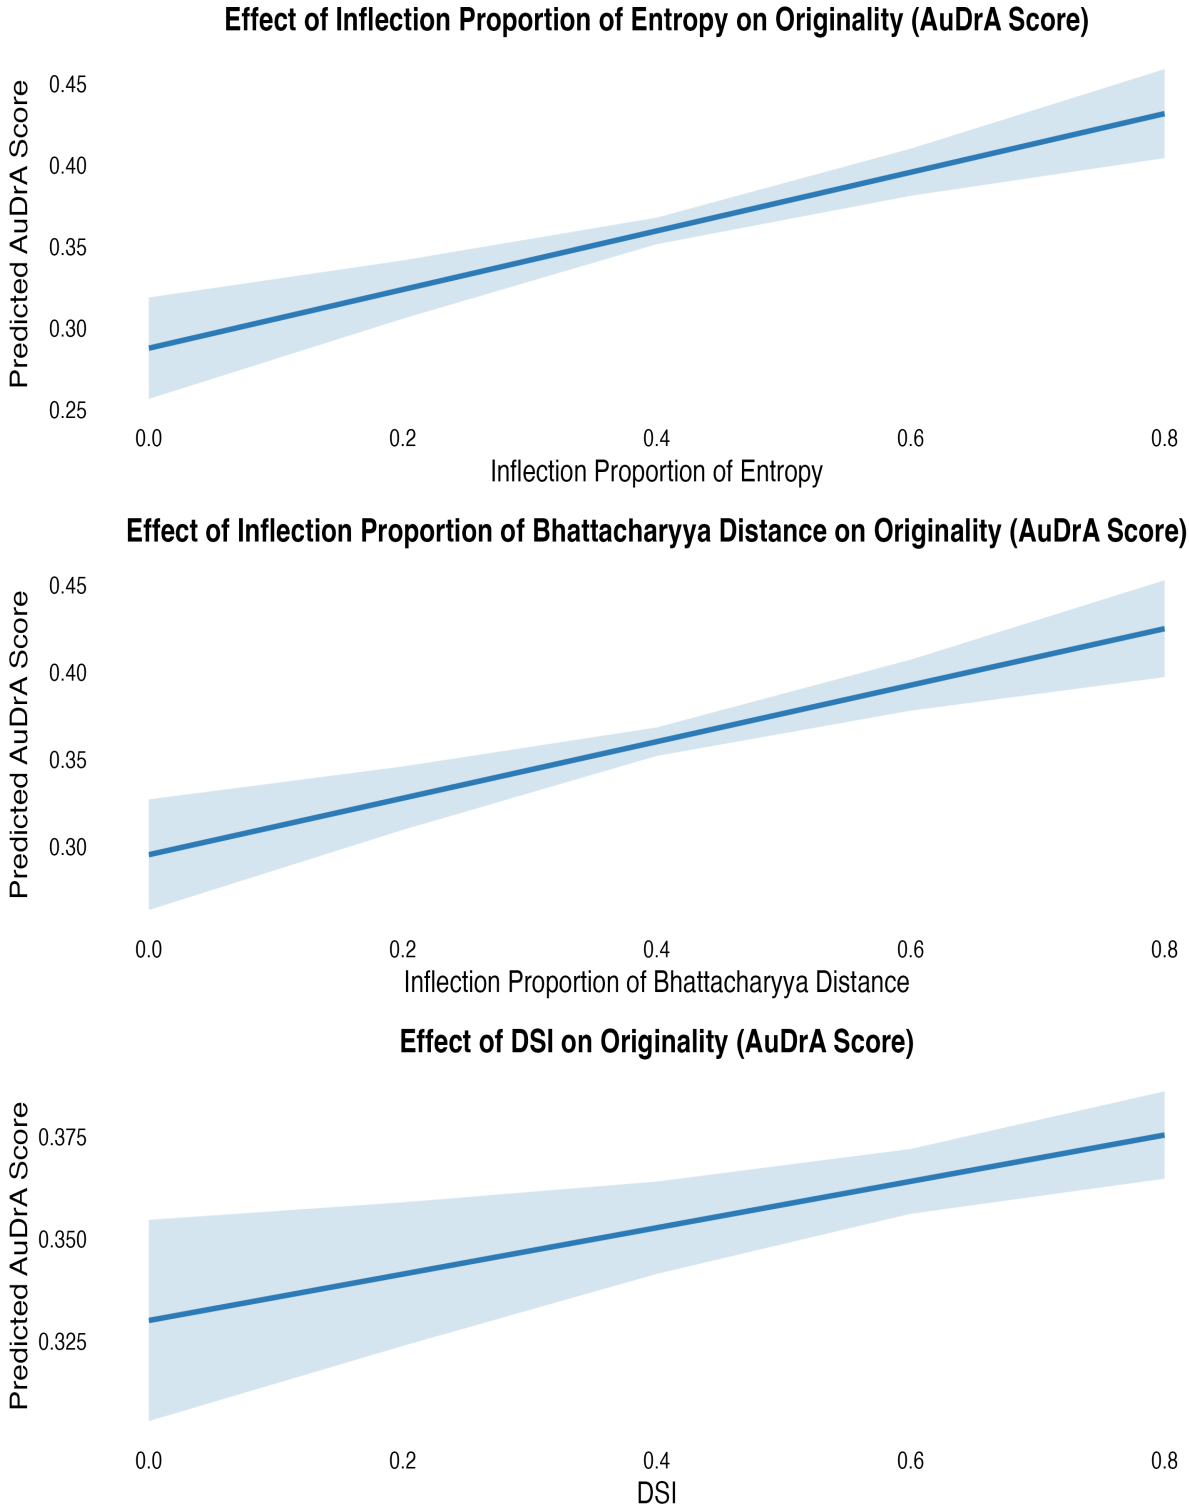 Effect of Inflection Proportion of Entropy on Originality (AuDrA Score)
Predicted AuDrA Score
0.45
0.40
0.35
0.30
0.25
0.0 0.2 0.4 0.6 0.8
Inflection Proportion of Entropy
Effect of Inflection Proportion of Bhattacharyya Distance on Originality (AuDrA Score)
Predicted AuDrA Score
0.45
0.40
0.35
0.30
0.0 0.2 0.4 0.6 0.8
Inflection Proportion of Bhattacharyya Distance
Effect of DSI on Originality (AuDrA Score)
Predicted AuDrA Score
0.375
0.350
0.325
0.0 0.2 0.4 0.6 0.8
DSI